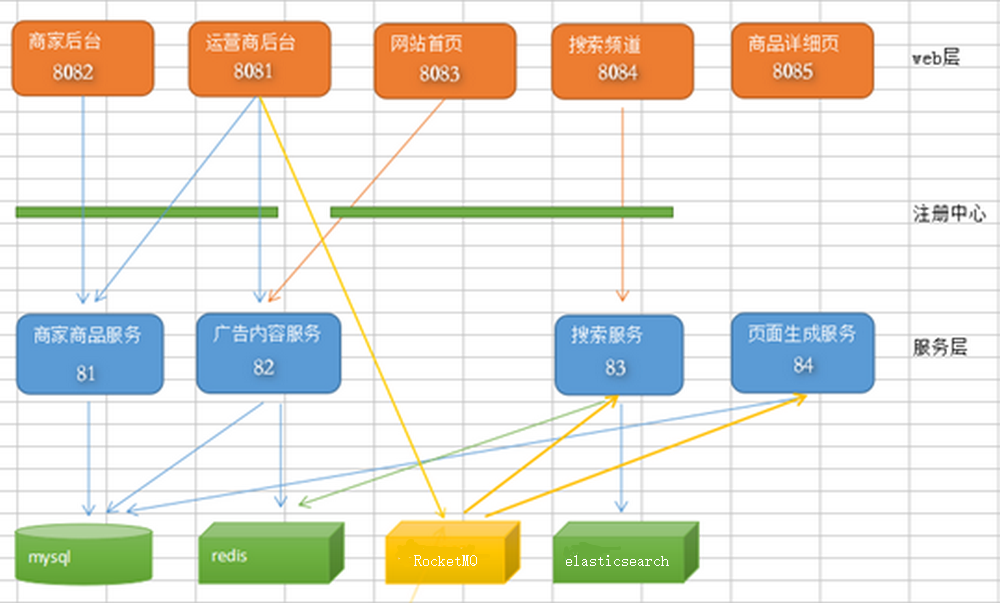 商家后台
8082
运营商后台
8081
网站首页
8083
搜索频道
8084
商品详细页
8085
web层
注册中心
商家商品服务
81
广告内容服务
82
搜索服务
83
页面生成服务
84
服务层
mysql
redis
RocketMQ
elasticsearch